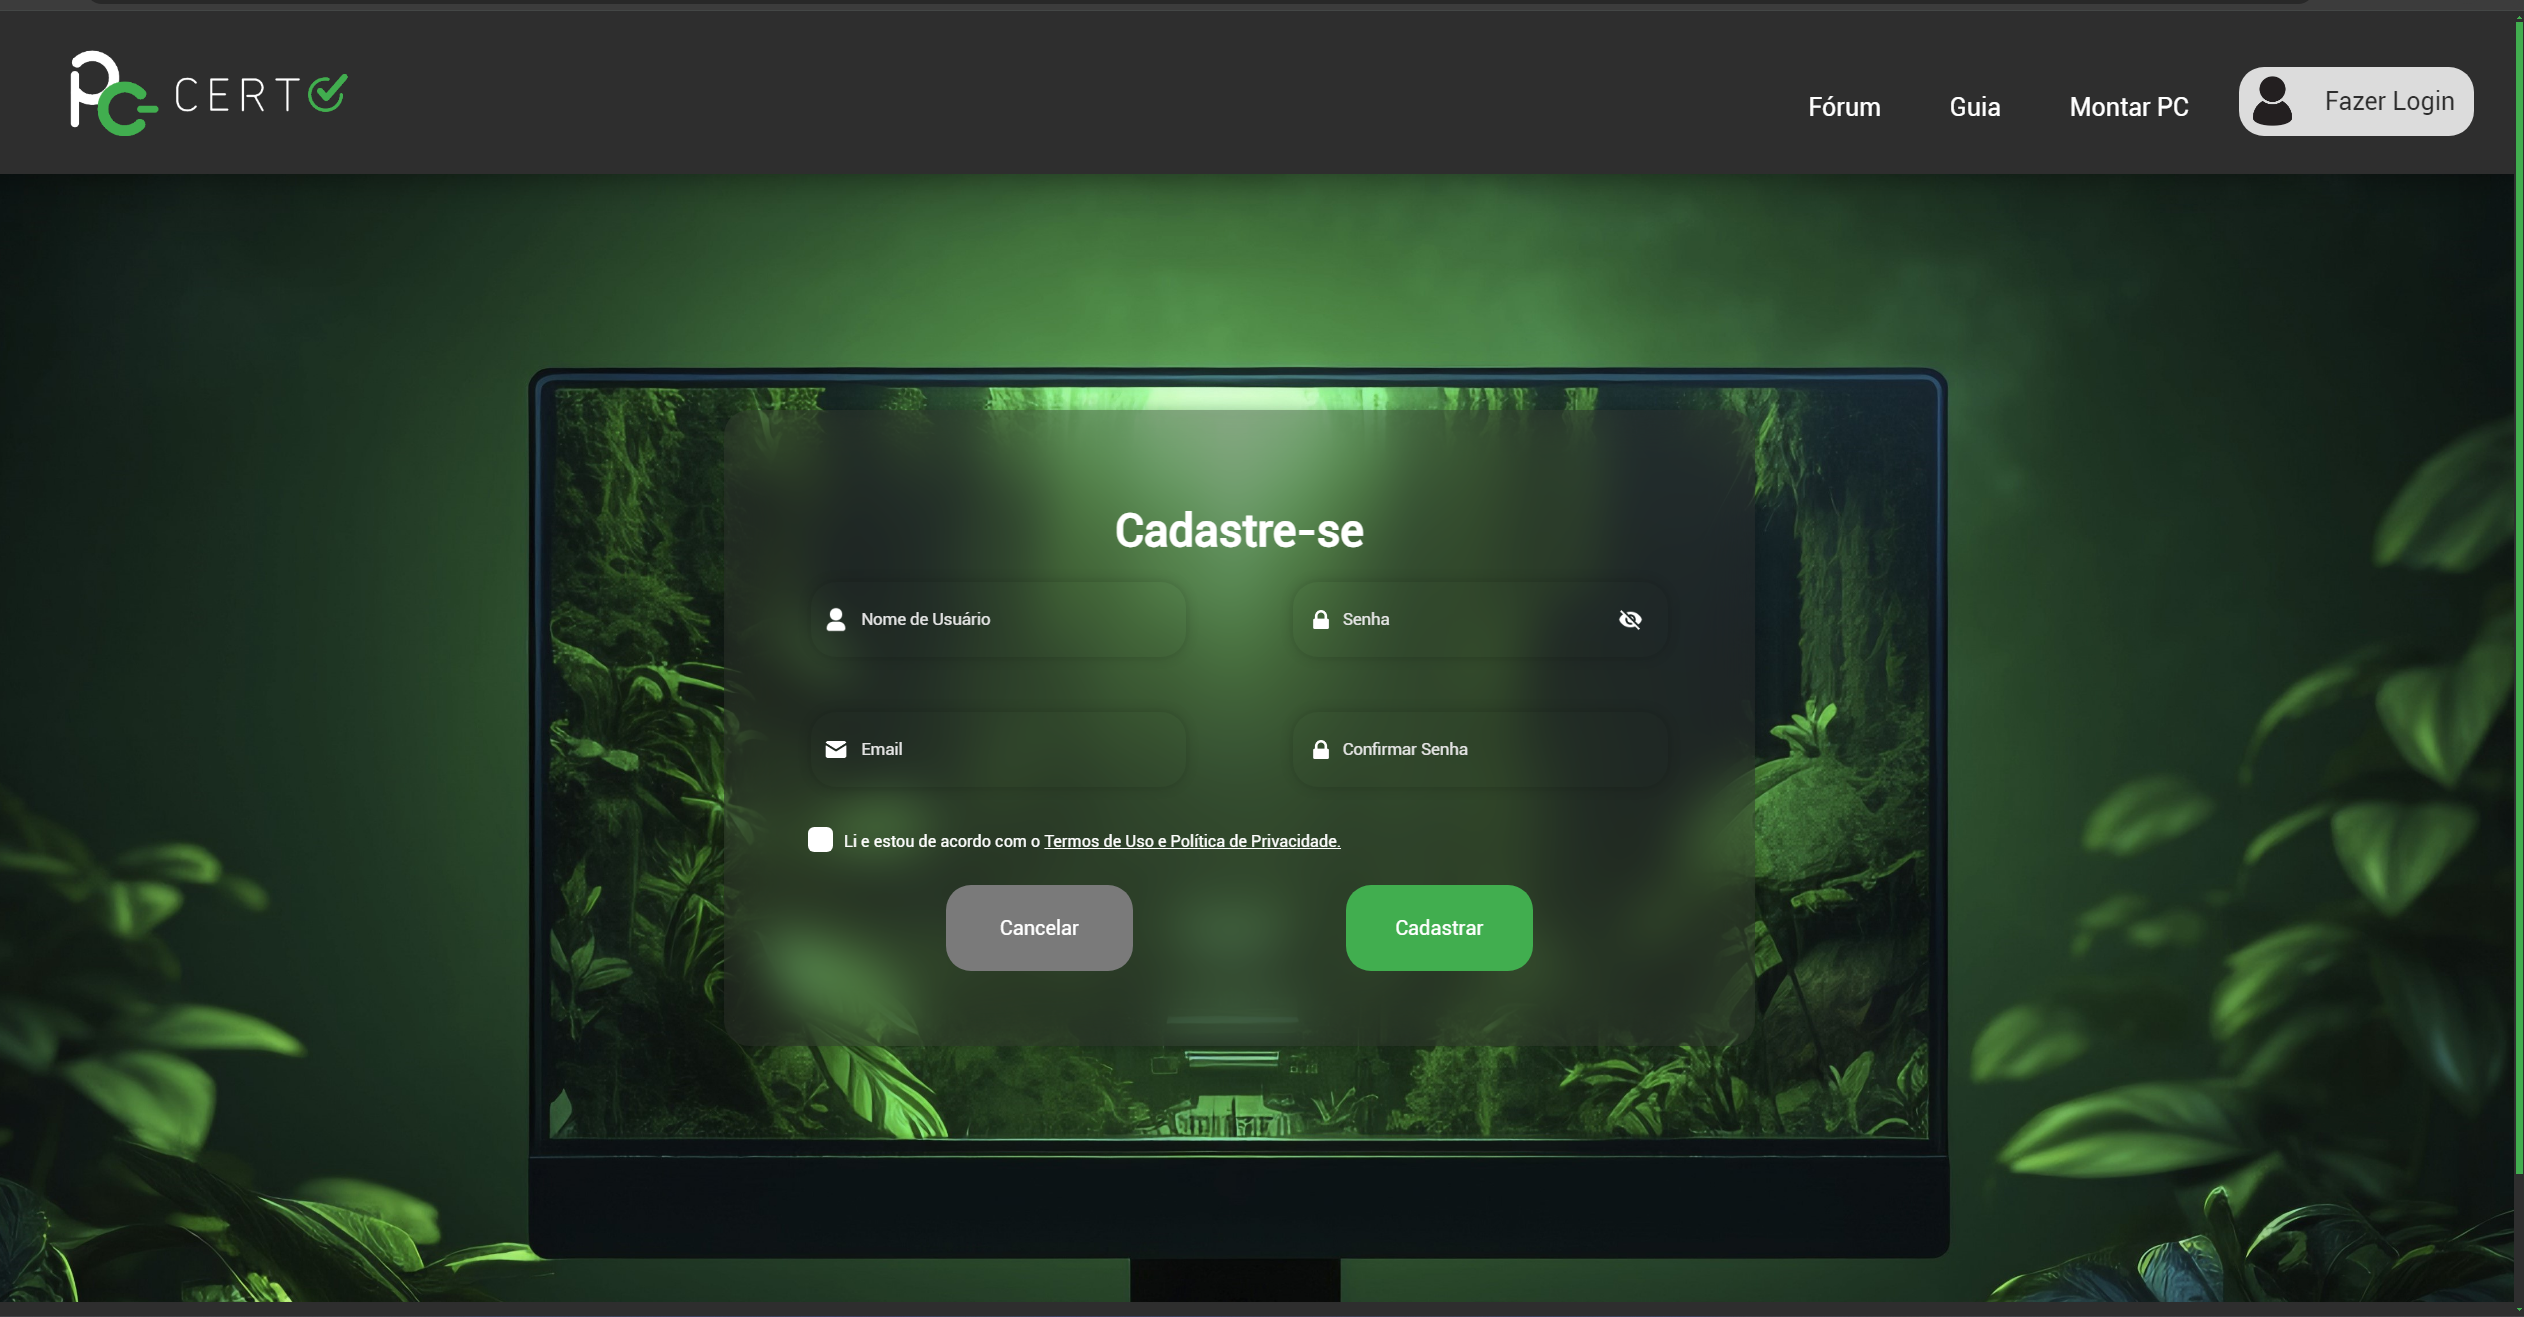 PC CERTO
Fórum
Guia
Montar PC
Fazer Login
Cadastre-se
Nome de Usuário
Senha
Email
Confirmar Senha
Li e estou de acordo com o Termos de Uso e Política de Privacidade.
Cancelar
Cadastrar